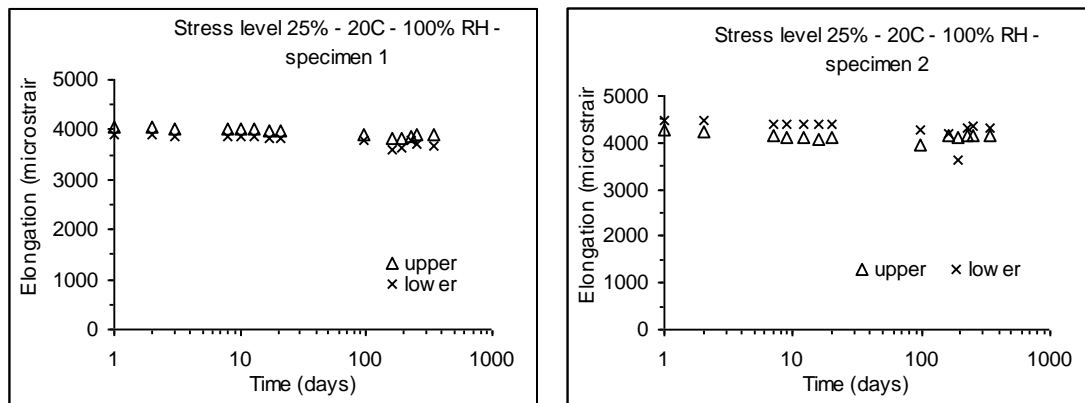 Stress level 25% - 20C - 100% RH -
specimen 1
Elongation (microstrair
5000
4000
3000
2000
1000
0
upper
lower
1
10
100
1000
Time (days)
Stress level 25% - 20C - 100% RH -
specimen 2
Elongation (microstrair
5000
4000
3000
2000
1000
0
upper
lower
1
10
100
1000
Time (days)